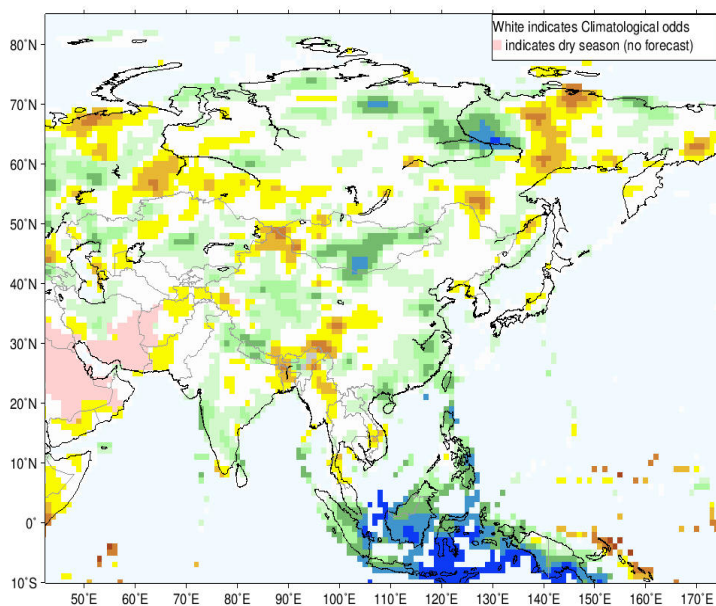 White indicates Climatological odds
indicates dry season (no forecast)
80˚N
70˚N
60˚N
50˚N
40˚N
30˚N
20˚N
10˚N
0˚
10˚S
50˚E
60˚E
70˚E
80˚E
90˚E
100˚E
110˚E
120˚E
130˚E
140˚E
150˚E
160˚E
170˚E